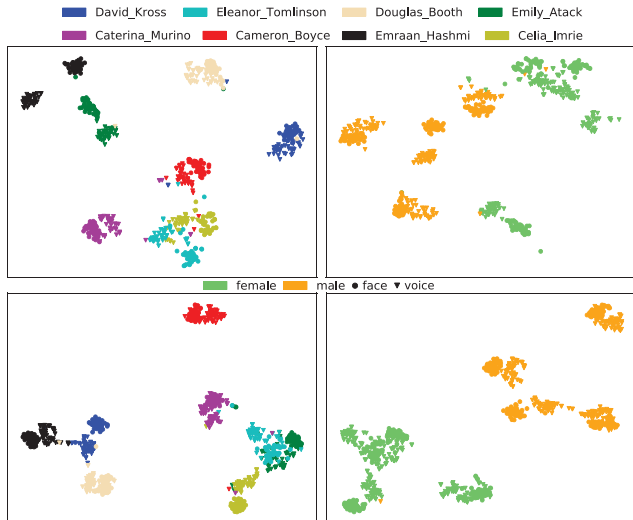 David_Kross Eleanor_Tomlinson Douglas_Booth Emily_Atack
Caterina_Murino Cameron_Boyce Emraan_Hashmi Celia_Imrie
female male face voice